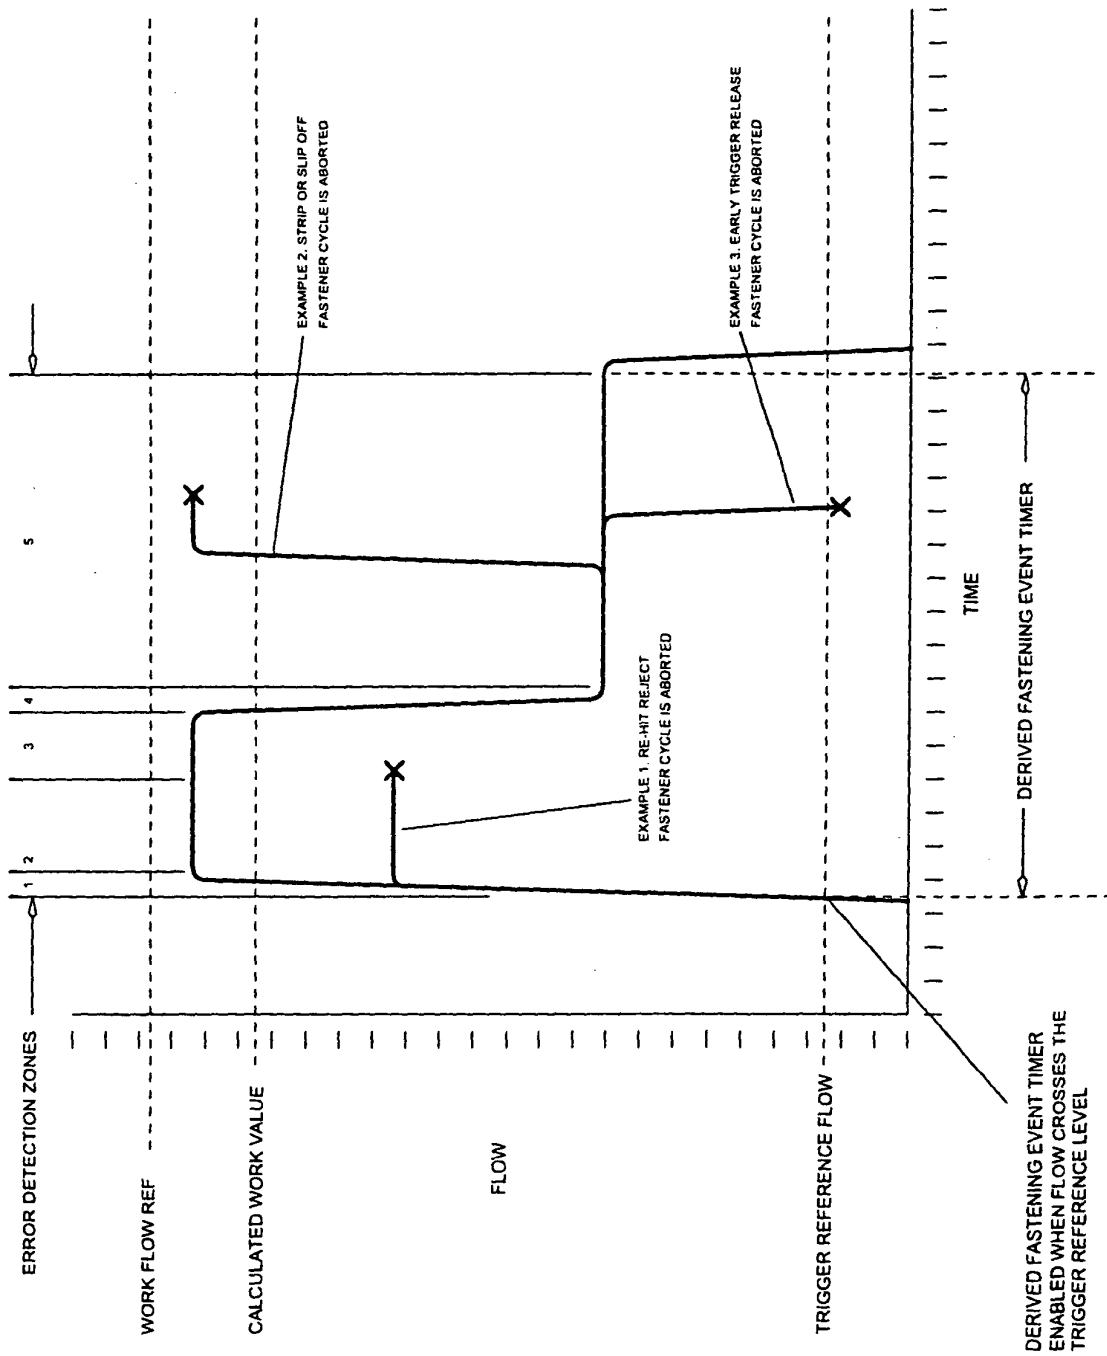 ERROR DETECTION ZONES
1
2
3
4
5
WORK FLOW REF
CALCULATED WORK VALUE
EXAMPLE 2. STRIP OR SLIP OFF
FASTENER CYCLE IS ABORTED
FLOW
EXAMPLE 1. RE-HIT REJECT
FASTENER CYCLE IS ABORTED
EXAMPLE 3. EARLY TRIGGER RELEASE
FASTENER CYCLE IS ABORTED
TRIGGER REFERENCE FLOW
TIME
DERIVED FASTENING EVENT TIMER
DERIVED FASTENING EVENT TIMER
ENABLED WHEN FLOW CROSSES THE
TRIGGER REFERENCE LEVEL